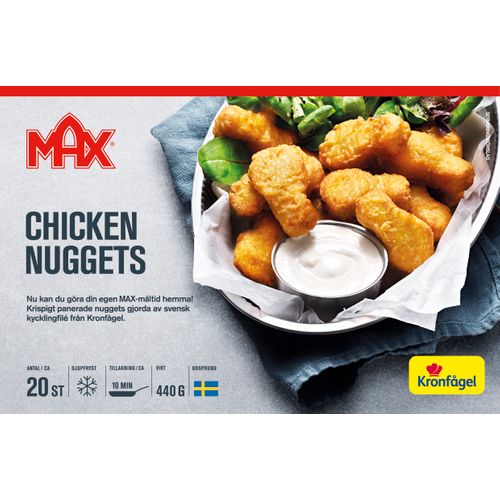 MAX®
CHICKEN
NUGGETS
Nu kan du göra din egen MAX-måltid hemma!
Krispigt panerade nuggets gjorda av svensk
kycklingfilé från Kronfågel.
ANTAL / CA
DJUPFRYST
TILLAGNING / CA
VIKT
URSPRUNG
20 ST
10 MIN
440 G
Kronfågel